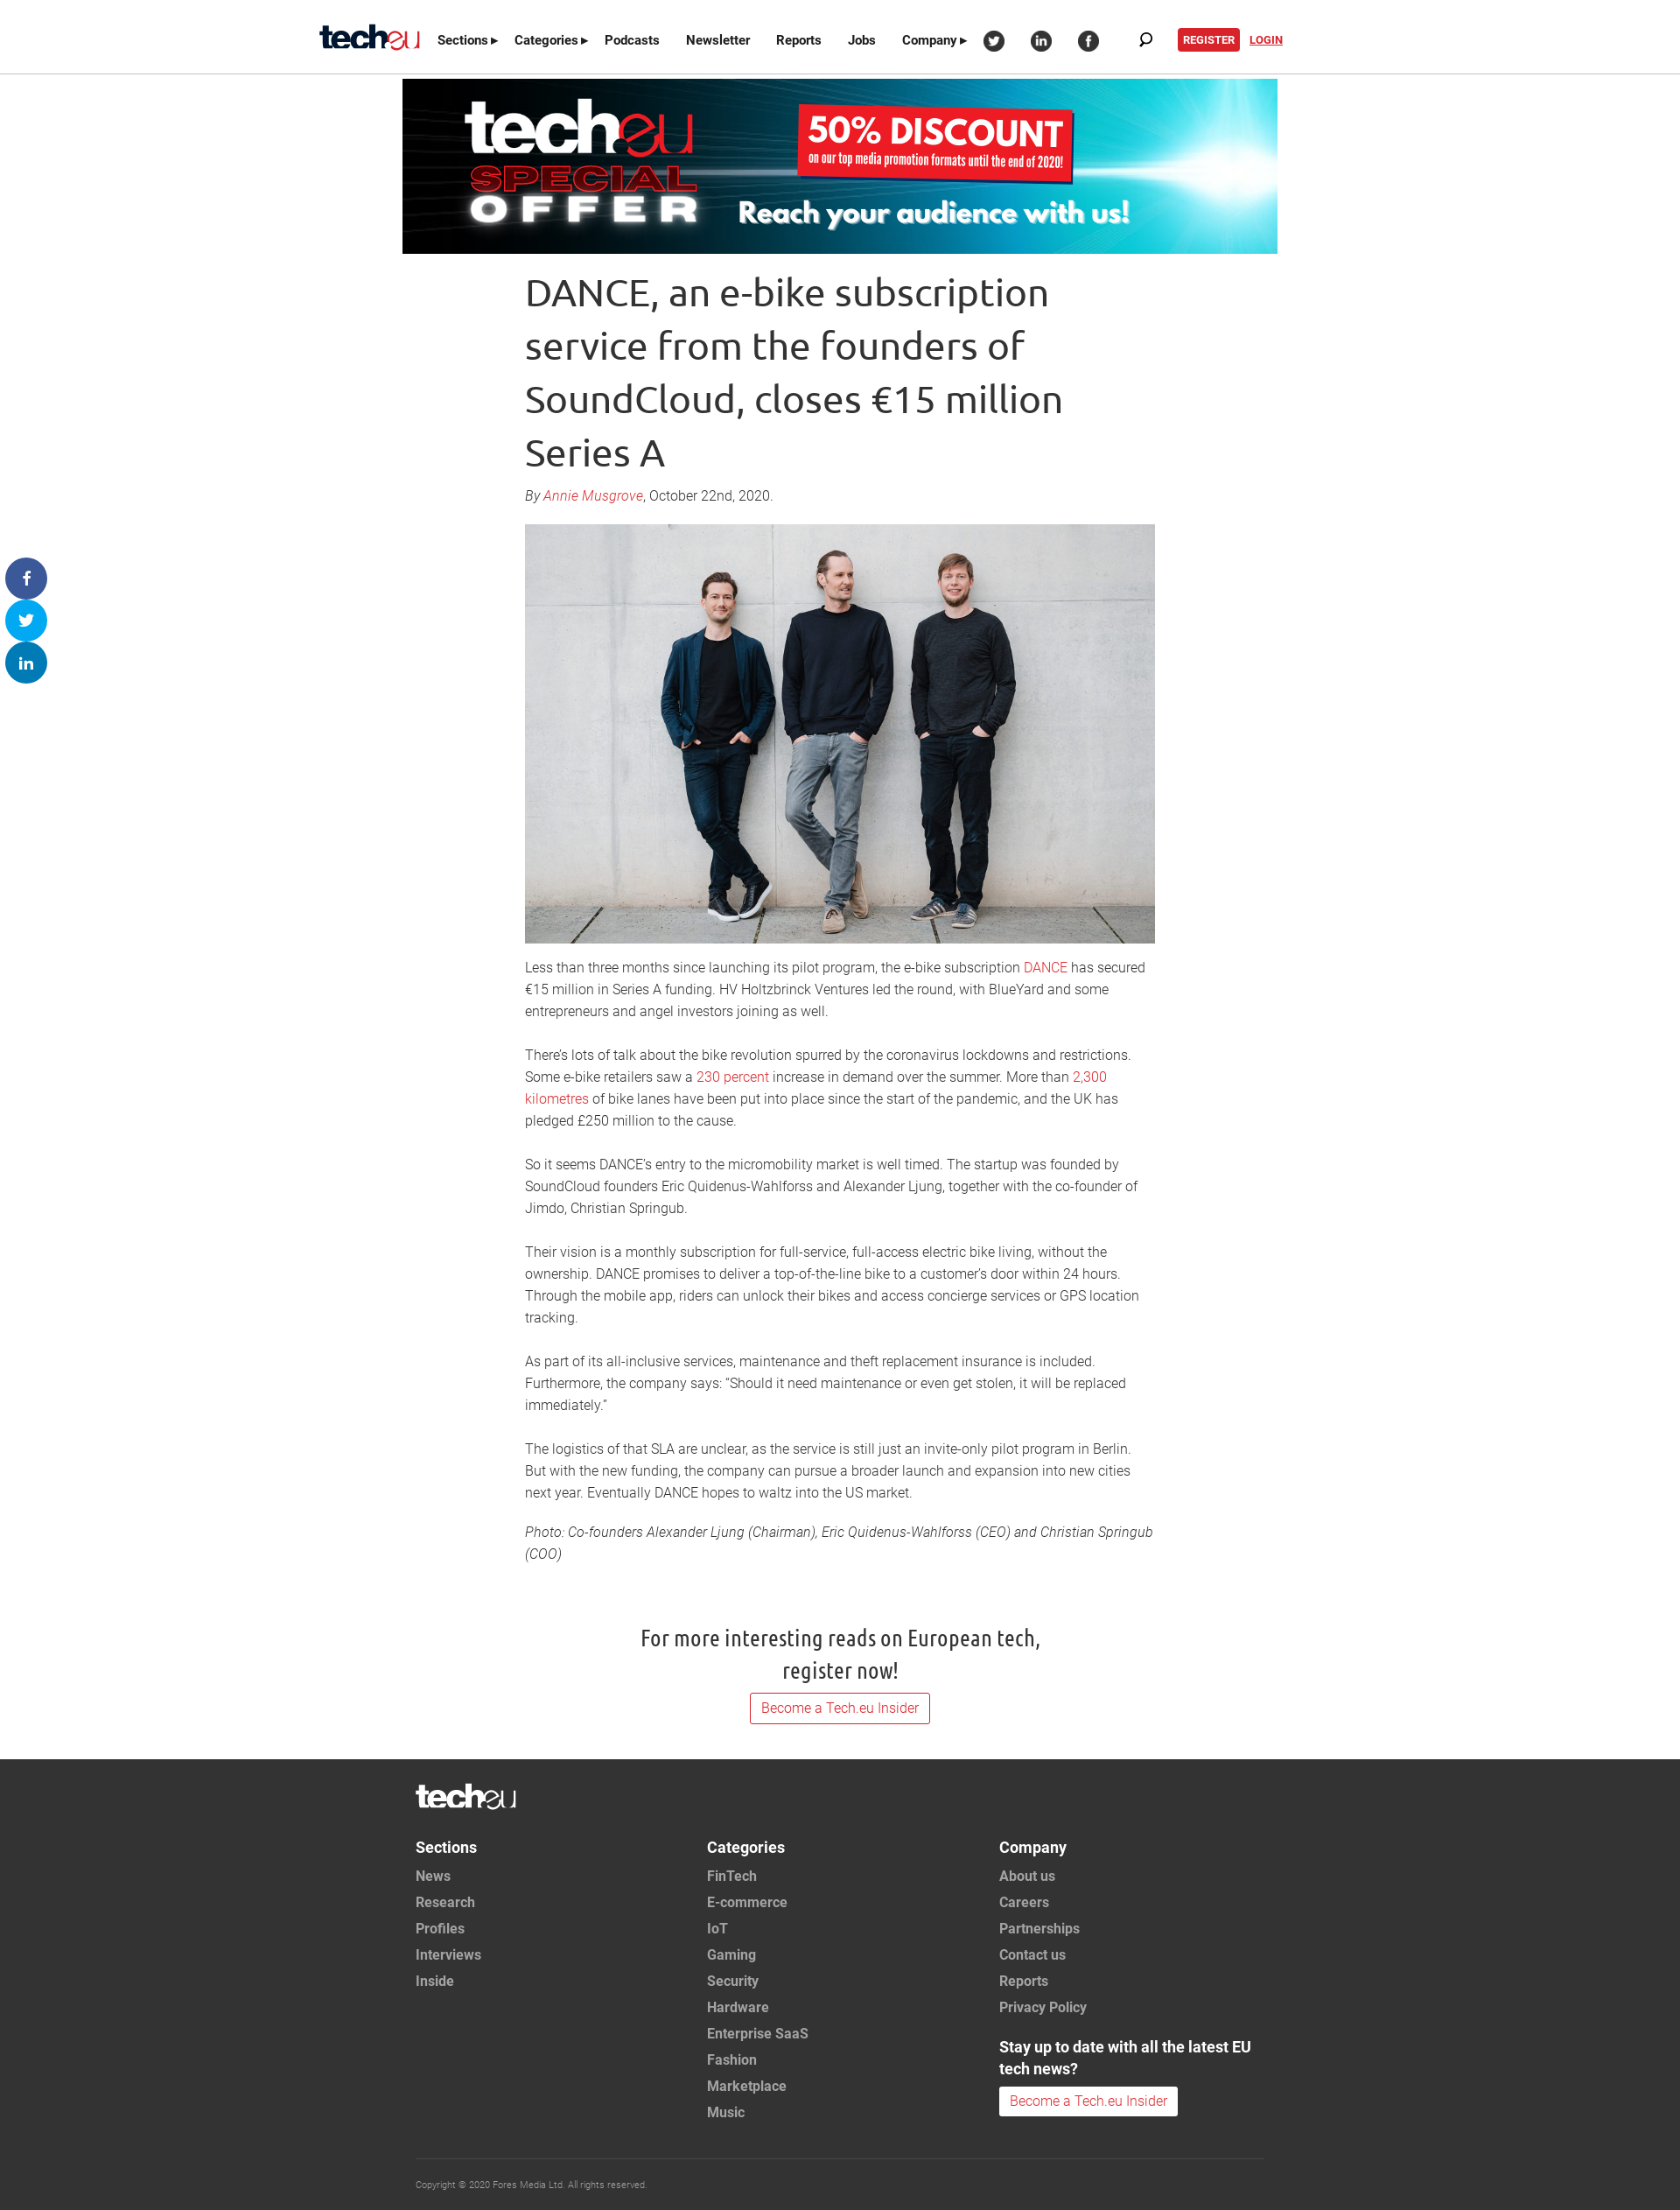 techeu
Sections ▸ Categories ▸ Podcasts Newsletter Reports Jobs Company ▸ REGISTER LOGIN
techeu
SPECIAL
OFFER
50% DISCOUNT
on our top media promotion formats until the end of 2020!
Reach your audience with us!
DANCE, an e-bike subscription
service from the founders of
SoundCloud, closes €15 million
Series A
By Annie Musgrove, October 22nd, 2020.
Less than three months since launching its pilot program, the e-bike subscription DANCE has secured
€15 million in Series A funding. HV Holtzbrinck Ventures led the round, with BlueYard and some
entrepreneurs and angel investors joining as well.
There’s lots of talk about the bike revolution spurred by the coronavirus lockdowns and restrictions.
Some e-bike retailers saw a 230 percent increase in demand over the summer. More than 2,300
kilometres of bike lanes have been put into place since the start of the pandemic, and the UK has
pledged £250 million to the cause.
So it seems DANCE’s entry to the micromobility market is well timed. The startup was founded by
SoundCloud founders Eric Quidenus-Wahlforss and Alexander Ljung, together with the co-founder of
Jimdo, Christian Springub.
Their vision is a monthly subscription for full-service, full-access electric bike living, without the
ownership. DANCE promises to deliver a top-of-the-line bike to a customer’s door within 24 hours.
Through the mobile app, riders can unlock their bikes and access concierge services or GPS location
tracking.
As part of its all-inclusive services, maintenance and theft replacement insurance is included.
Furthermore, the company says: “Should it need maintenance or even get stolen, it will be replaced
immediately.”
The logistics of that SLA are unclear, as the service is still just an invite-only pilot program in Berlin.
But with the new funding, the company can pursue a broader launch and expansion into new cities
next year. Eventually DANCE hopes to waltz into the US market.
Photo: Co-founders Alexander Ljung (Chairman), Eric Quidenus-Wahlforss (CEO) and Christian Springub
(COO)
For more interesting reads on European tech,
register now!
Become a Tech.eu Insider
techeu
Sections
News
Research
Profiles
Interviews
Inside
Categories
FinTech
E-commerce
IoT
Gaming
Security
Hardware
Enterprise SaaS
Fashion
Marketplace
Music
Company
About us
Careers
Partnerships
Contact us
Reports
Privacy Policy
Stay up to date with all the latest EU
tech news?
Become a Tech.eu Insider
Copyright © 2020 Fores Media Ltd. All rights reserved.